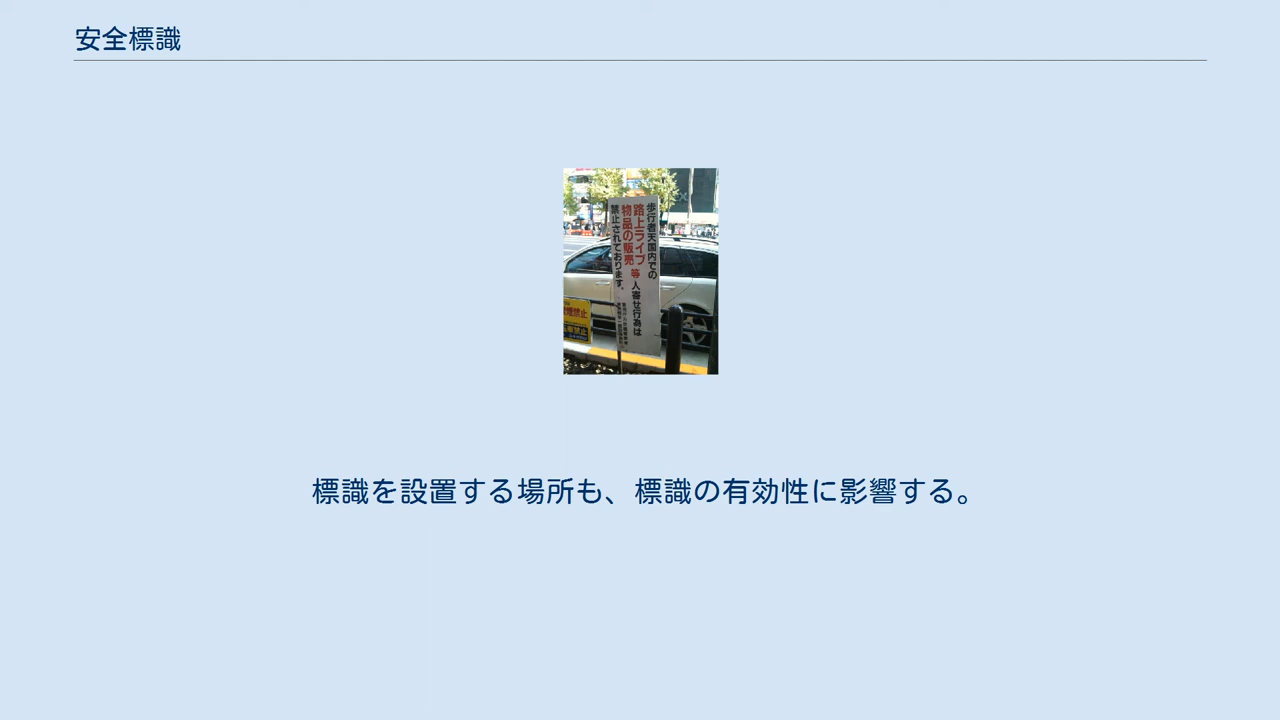 安全標識
歩行者天国内での
路上ライブ等人寄せ行為は
物品の販売
禁止されております。
標識を設置する場所も、標識の有効性に影響する。